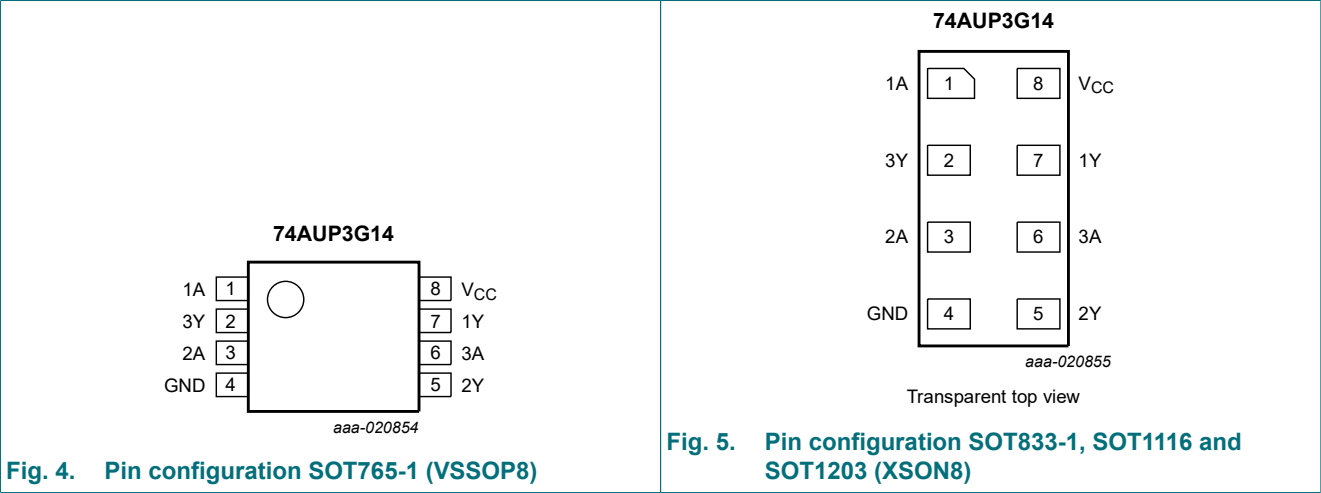 74AUP3G14
1A 1 8 VCC
3Y 2 7 1Y
2A 3 6 3A
GND 4 5 2Y
aaa-020854
Fig. 4. Pin configuration SOT765-1 (VSSOP8)
74AUP3G14
1A 1 8 VCC
3Y 2 7 1Y
2A 3 6 3A
GND 4 5 2Y
aaa-020855
Transparent top view
Fig. 5. Pin configuration SOT833-1, SOT1116 and
SOT1203 (XSON8)